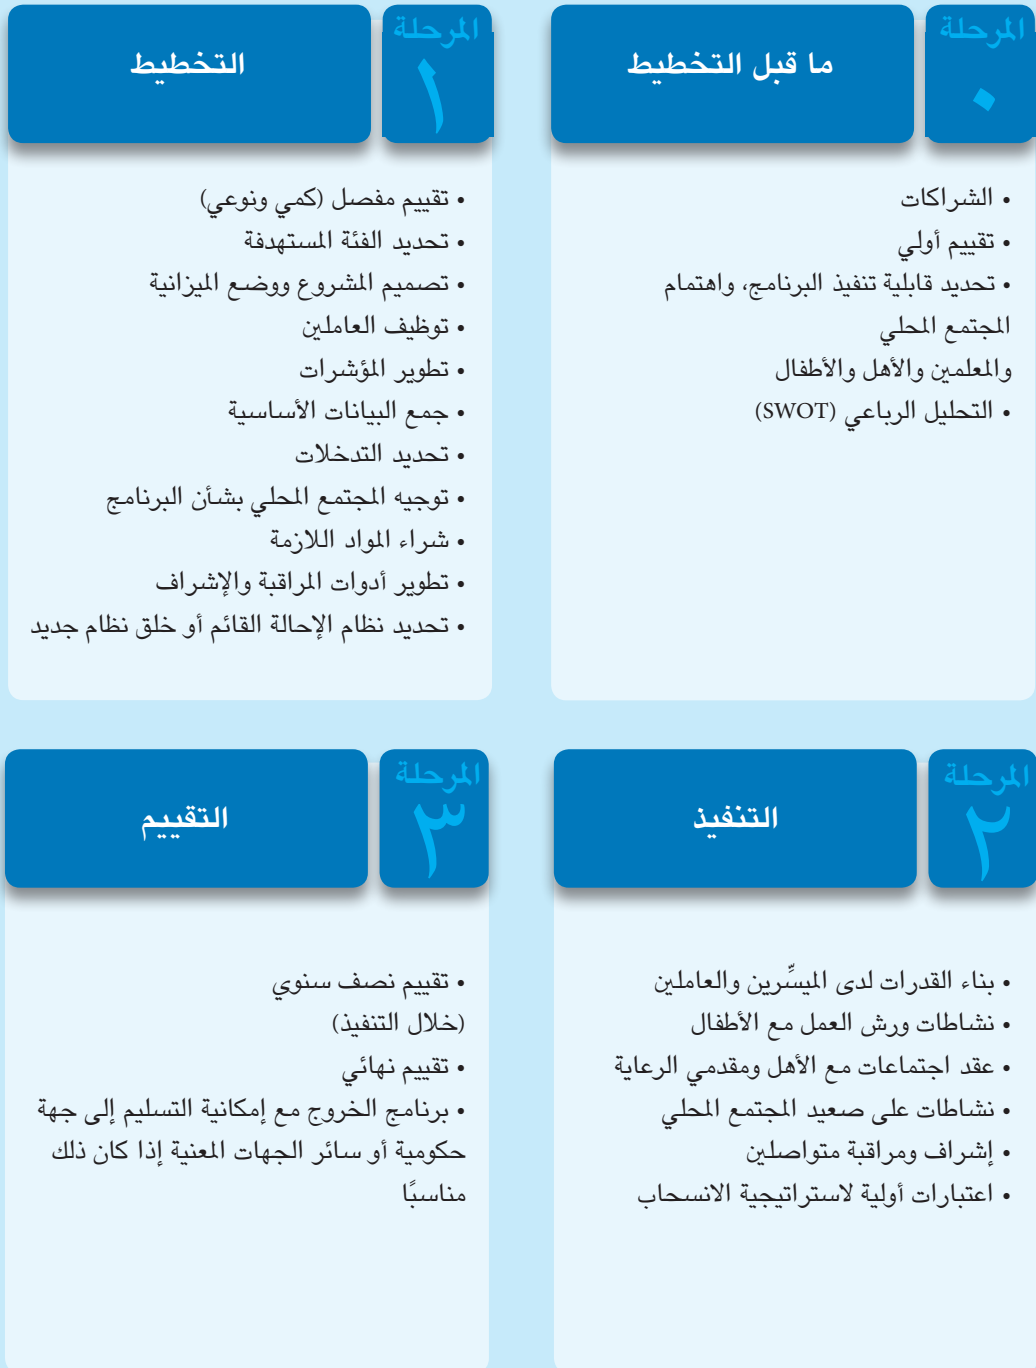 المرحلة
٠
ما قبل التخطيط
• الشراكات
• تقييم أولي
• تحديد قابلية تنفيذ البرنامج، واهتمام
المجتمع المحلي
والمعلمين والأهل والأطفال
• التحليل الرباعي (SWOT)
المرحلة
١
التخطيط
• تقييم مفصل (كمي ونوعي)
• تحديد الفئة المستهدفة
• تصميم المشروع ووضع الميزانية
• توظيف العاملين
• تطوير المؤشرات
• جمع البيانات الأساسية
• تحديد التدخلات
• توجيه المجتمع المحلي بشأن البرنامج
• شراء المواد اللازمة
• تطوير أدوات المراقبة والإشراف
• تحديد نظام الإحالة القائم أو خلق نظام جديد
المرحلة
٢
التنفيذ
• بناء القدرات لدى الميسِّرين والعاملين
• نشاطات ورش العمل مع الأطفال
• عقد اجتماعات مع الأهل ومقدمي الرعاية
• نشاطات على صعيد المجتمع المحلي
• إشراف ومراقبة متواصلين
• اعتبارات أولية لاستراتيجية الانسحاب
المرحلة
٣
التقييم
• تقييم نصف سنوي
(خلال التنفيذ)
• تقييم نهائي
• برنامج الخروج مع إمكانية التسليم إلى جهة
حكومية أو سائر الجهات المعنية إذا كان ذلك
مناسبًا